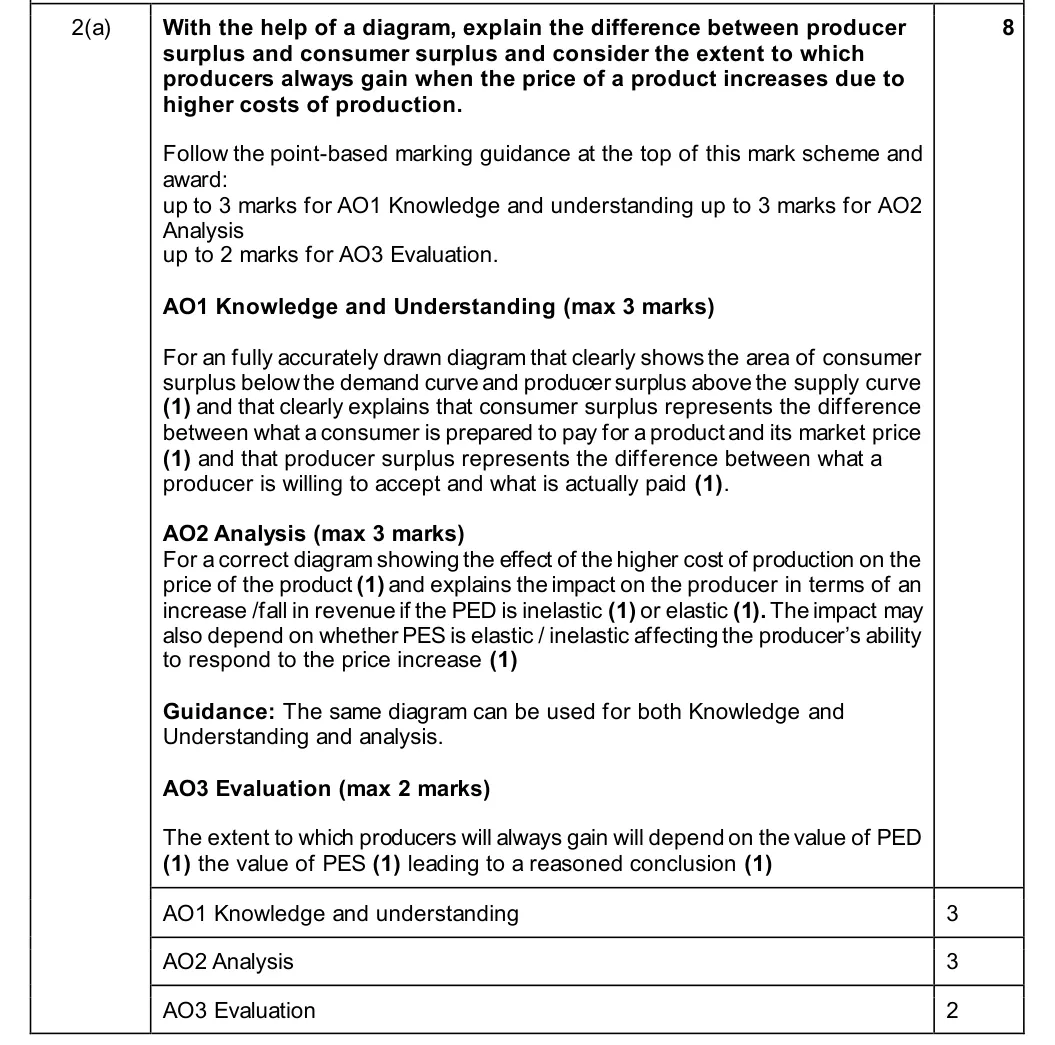 2(a)
With the help of a diagram, explain the difference between producer
surplus and consumer surplus and consider the extent to which
producers always gain when the price of a product increases due to
higher costs of production.
8
Follow the point-based marking guidance at the top of this mark scheme and
award:
up to 3 marks for AO1 Knowledge and understanding up to 3 marks for AO2
Analysis
up to 2 marks for AO3 Evaluation.
AO1 Knowledge and Understanding (max 3 marks)
For an fully accurately drawn diagram that clearly shows the area of consumer
surplus below the demand curve and producer surplus above the supply curve
(1) and that clearly explains that consumer surplus represents the difference
between what a consumer is prepared to pay for a product and its market price
(1) and that producer surplus represents the difference between what a
producer is willing to accept and what is actually paid (1).
AO2 Analysis (max 3 marks)
For a correct diagram showing the effect of the higher cost of production on the
price of the product (1) and explains the impact on the producer in terms of an
increase /fall in revenue if the PED is inelastic (1) or elastic (1). The impact may
also depend on whether PES is elastic / inelastic affecting the producer's ability
to respond to the price increase (1)
Guidance: The same diagram can be used for both Knowledge and
Understanding and analysis.
AO3 Evaluation (max 2 marks)
The extent to which producers will always gain will depend on the value of PED
(1) the value of PES (1) leading to a reasoned conclusion (1)
AO1 Knowledge and understanding 3
AO2 Analysis 3
AO3 Evaluation 2